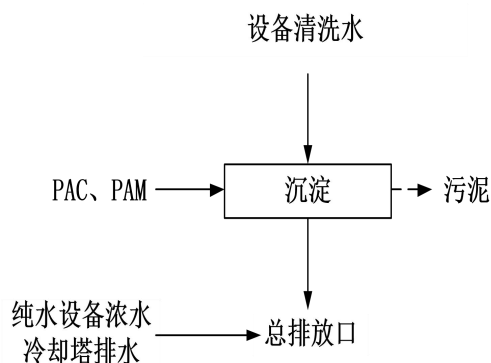 设备清洗水
PAC、PAM
沉淀
污泥
纯水设备浓水
冷却塔排水
总排放口